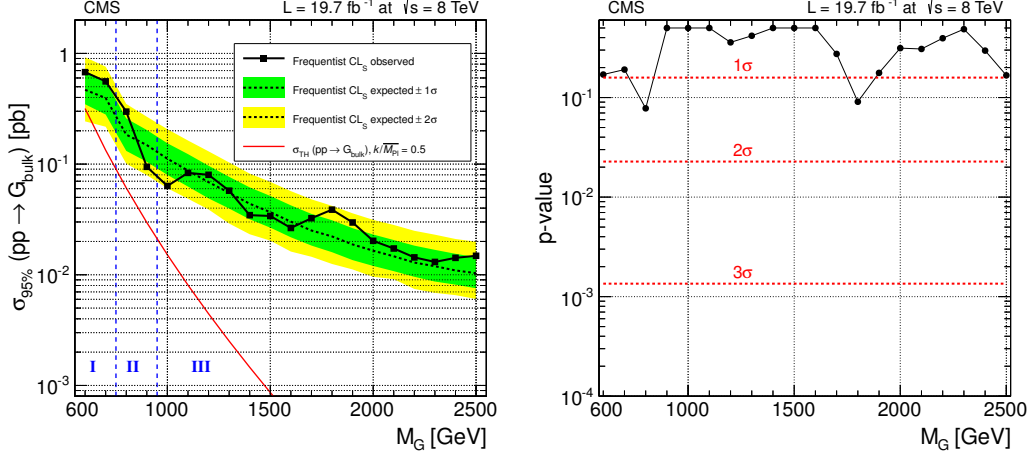 CMS L = 19.7 fb⁻¹ at √s = 8 TeV
σ95% (pp → Gbulk) [pb]
1
10⁻¹
10⁻²
10⁻³
Frequentist CLS observed
Frequentist CLS expected ± 1σ
Frequentist CLS expected ± 2σ
σTH (pp → Gbulk), k/M̅Pl = 0.5
I II III
600 1000 1500 2000 2500
MG [GeV]
CMS L = 19.7 fb⁻¹ at √s = 8 TeV
p-value
10⁻¹
10⁻²
10⁻³
10⁻⁴
1σ
2σ
3σ
600 1000 1500 2000 2500
MG [GeV]